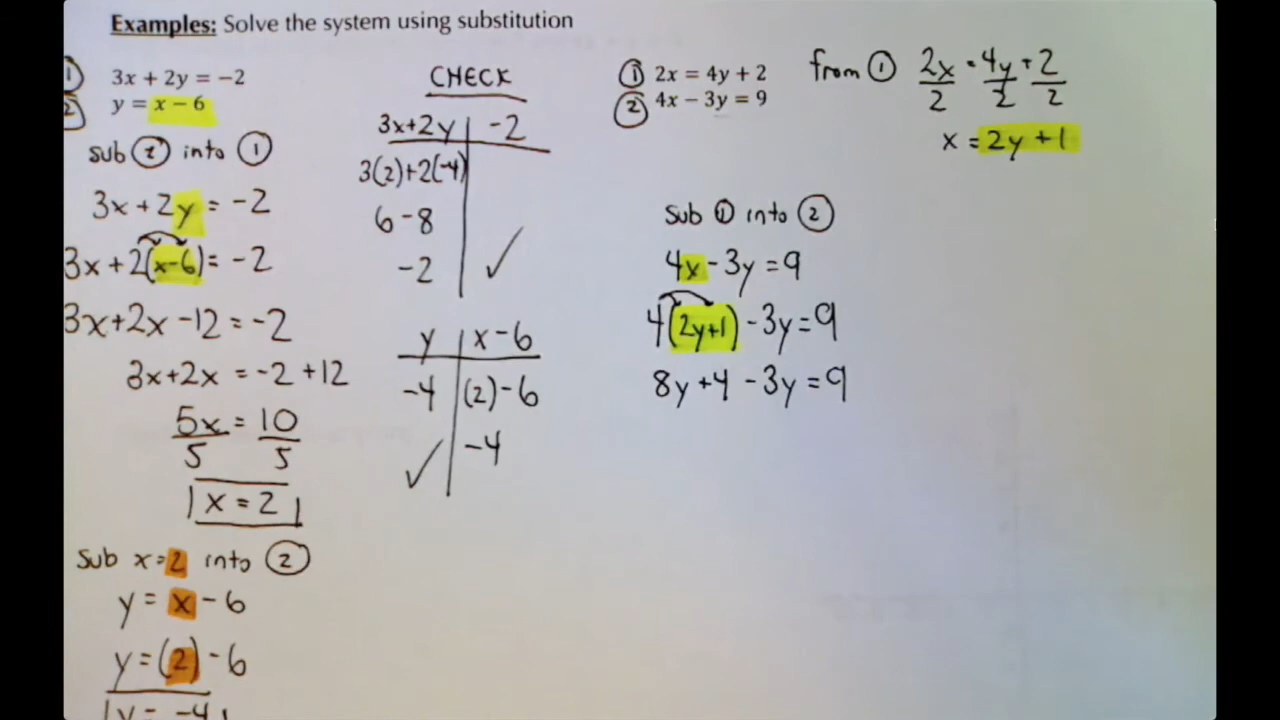 Examples: Solve the system using substitution
① 3x + 2y = −2
② y = x − 6
Sub ② into ①
3x + 2y = -2
3x + 2(x-6) = -2
3x+2x -12 = -2
3x+2x = -2 +12
5x = 10
5 5
x = 2
Sub x=2 into ②
y = x - 6
y = (2) - 6
y = -4
CHECK
3x+2y | -2
3(2)+2(-4)
6 - 8
-2 ✓
y | x - 6
-4 | (2) - 6
✓ | -4
① 2x = 4y + 2
② 4x − 3y = 9
from ① 2x = 4y + 2
2 2 2
x = 2y + 1
Sub ① into ②
4x - 3y = 9
4(2y+1) - 3y = 9
8y + 4 - 3y = 9